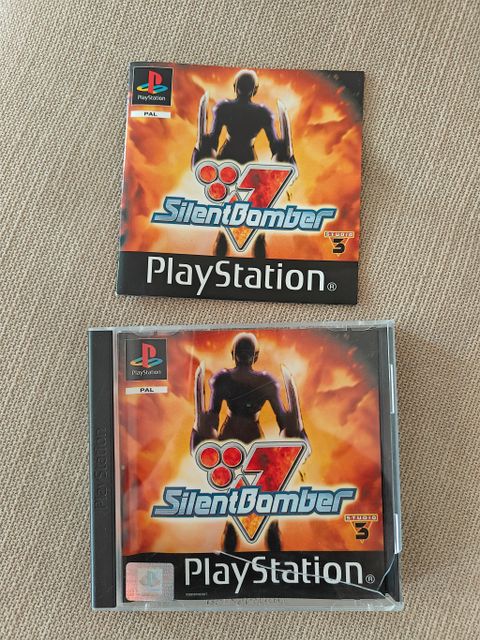 PlayStation
PAL
SilentBomber
STUDIO
3
PlayStation®
PlayStation
PAL
PlayStation
SilentBomber
STUDIO
3
PlayStation®